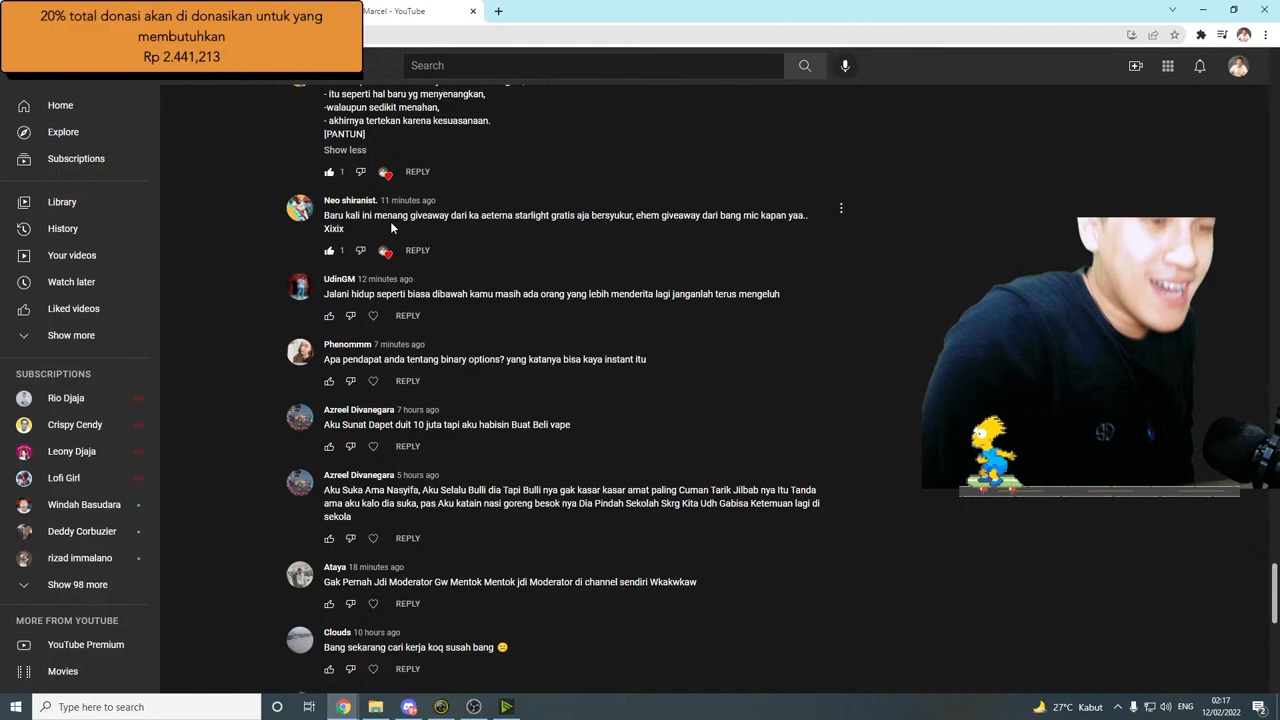 20% total donasi akan di donasikan untuk yang
membutuhkan
Rp 2.441,213
Marcel - YouTube
Search
Home
Explore
Subscriptions
Library
History
Your videos
Watch later
Liked videos
Show more
SUBSCRIPTIONS
Rio Djaja
Crispy Cendy
Leony Djaja
Lofi Girl
Windah Basudara
Deddy Corbuzier
rizad immalano
Show 98 more
MORE FROM YOUTUBE
YouTube Premium
Movies
- itu seperti hal baru yg menyenangkan,
-walaupun sedikit menahan,
- akhirnya tertekan karena kesuasanaan.
[PANTUN]
Show less
1 REPLY
Neo shiranist. 11 minutes ago
Baru kali ini menang giveaway dari ka aeterna starlight gratis aja bersyukur, ehem giveaway dari bang mic kapan yaa..
Xixix
1 REPLY
UdinGM 12 minutes ago
Jalani hidup seperti biasa dibawah kamu masih ada orang yang lebih menderita lagi janganlah terus mengeluh
REPLY
Phenommm 7 minutes ago
Apa pendapat anda tentang binary options? yang katanya bisa kaya instant itu
REPLY
Azreel Divanegara 7 hours ago
Aku Sunat Dapet duit 10 juta tapi aku habisin Buat Beli vape
REPLY
Azreel Divanegara 5 hours ago
Aku Suka Ama Nasyifa, Aku Selalu Bulli dia Tapi Bulli nya gak kasar kasar amat paling Cuman Tarik Jilbab nya Itu Tanda
ama aku kalo dia suka, pas Aku katain nasi goreng besok nya Dia Pindah Sekolah Skrg Kita Udh Gabisa Ketemuan lagi di
sekola
REPLY
Ataya 18 minutes ago
Gak Pernah Jdi Moderator Gw Mentok Mentok jdi Moderator di channel sendiri Wkakwkaw
REPLY
Clouds 10 hours ago
Bang sekarang cari kerja koq susah bang ☹️
REPLY
Type here to search
27°C Kabut
ENG
02:17
12/02/2022
2